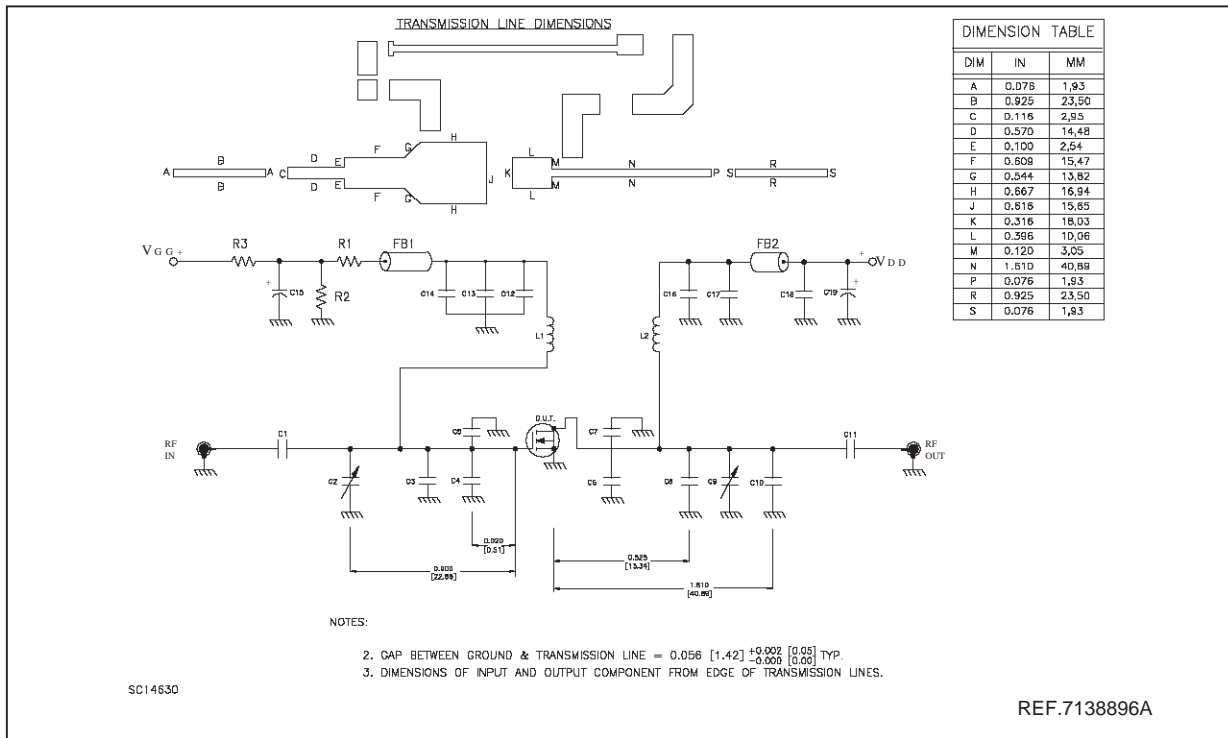 TRANSMISSION LINE DIMENSIONS
DIMENSION TABLE
DIM IN MM
A 0.076 1,93
B 0.925 23,50
C 0.116 2,95
D 0.570 14,48
E 0.100 2,54
F 0.609 15,47
G 0.544 13,82
H 0.667 16,94
J 0.616 15,65
K 0.316 18,03
L 0.396 10,06
M 0.120 3,05
N 1.610 40,89
P 0.076 1,93
R 0.925 23,50
S 0.076 1,93
H
G
F
E
D
B
A
A
C
B
D
E
F
G
H
J
L
K
M
M
L
N
N
P
R
S
S
R
VGG+
R3
R1
FB1
C15
R2
C14
C13
C12
L1
FB2
+
VDD
C16
C17
C18
C19
+
L2
RF
IN
C1
C2
C3
C4
C5
D.U.T.
C7
C6
C8
C9
C10
C11
RF
OUT
0.020
[0.51]
0.900
[22.86]
0.525
[13.34]
1.610
[40.89]
NOTES:
2. GAP BETWEEN GROUND & TRANSMISSION LINE = 0.056 [1.42] +0.002 [0.05] -0.000 [0.00] TYP.
3. DIMENSIONS OF INPUT AND OUTPUT COMPONENT FROM EDGE OF TRANSMISSION LINES.
SC14630
REF.7138896A